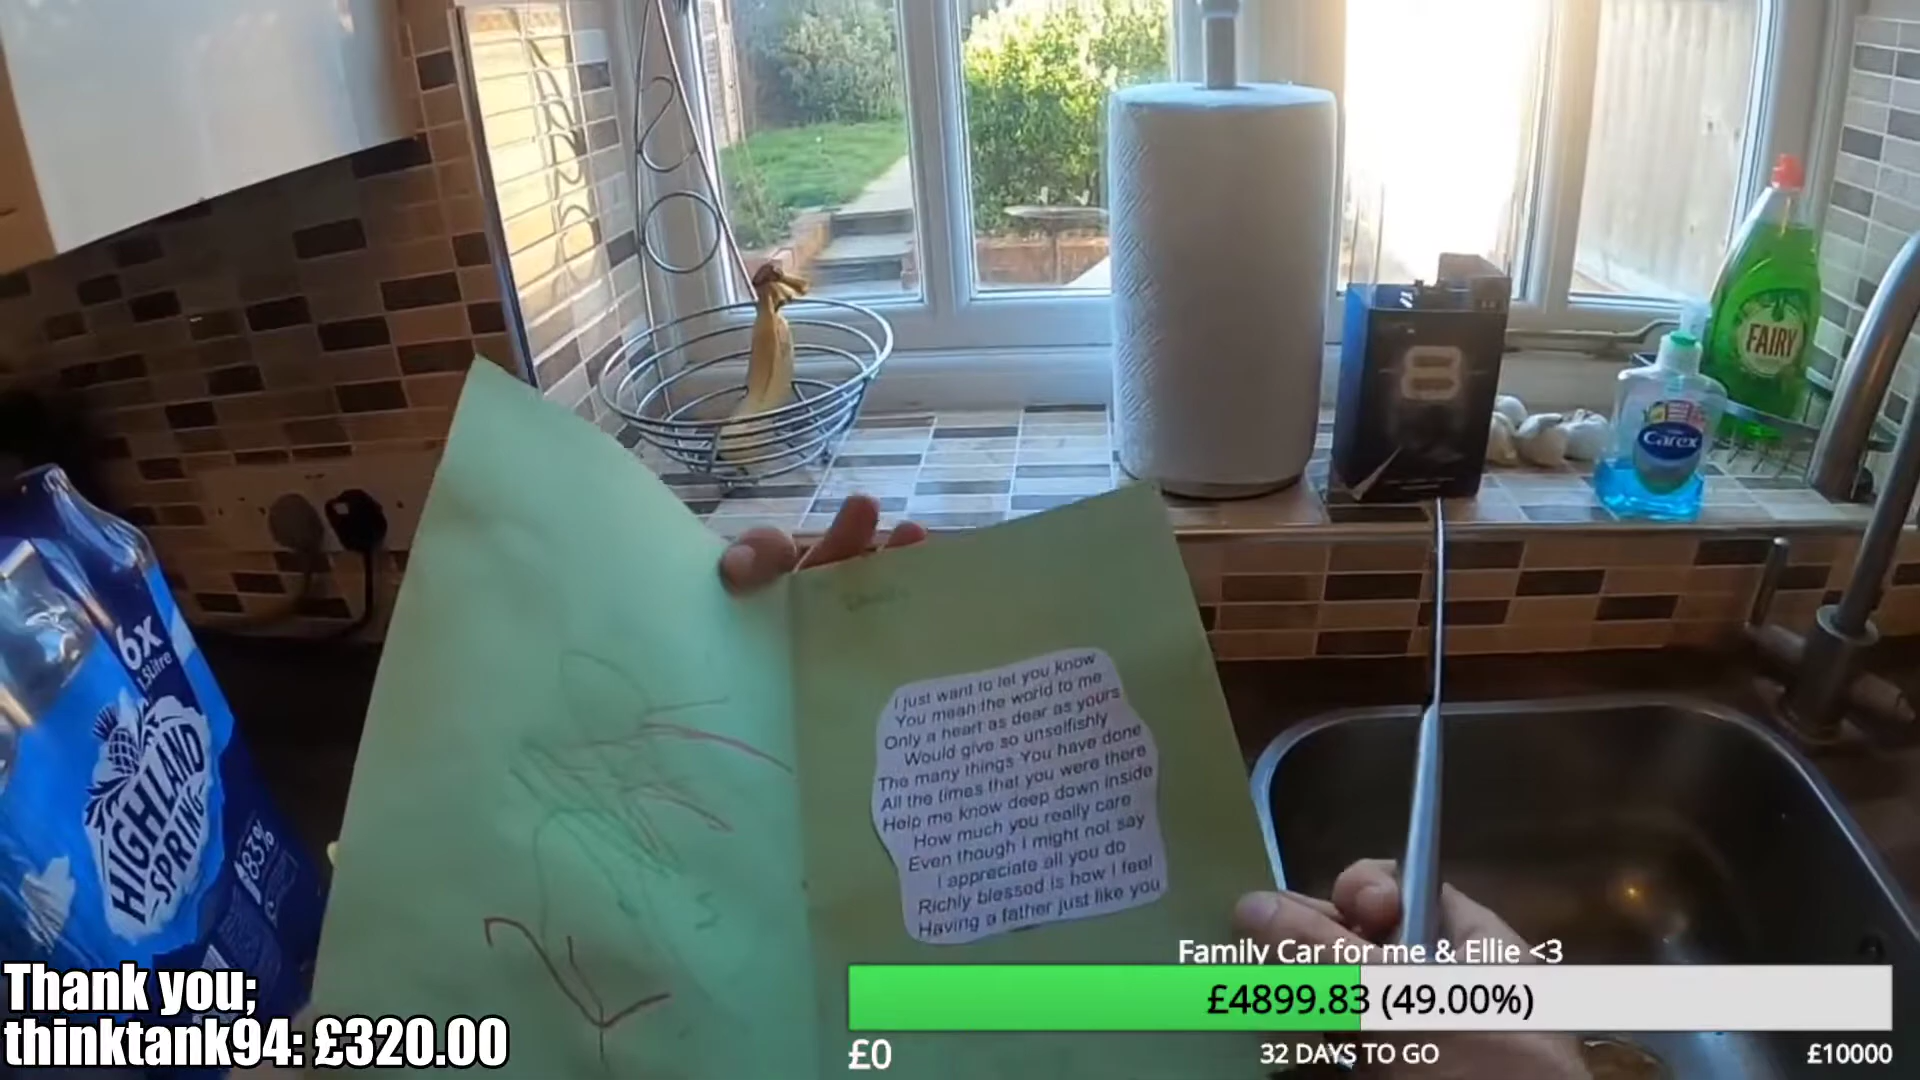 FAIRY
8
Carex
6x
1.5Litre
HIGHLAND
SPRING
83%
I just want to let you know
You mean the world to me
Only a heart as dear as yours
Would give so unselfishly
The many things You have done
All the times that you were there
Help me know deep down inside
How much you really care
Even though I might not say
I appreciate all you do
Richly blessed is how I feel
Having a father just like you
Family Car for me & Ellie <3
£4899.83 (49.00%)
£0
32 DAYS TO GO
£10000
Thank you;
thinktank94: £320.00